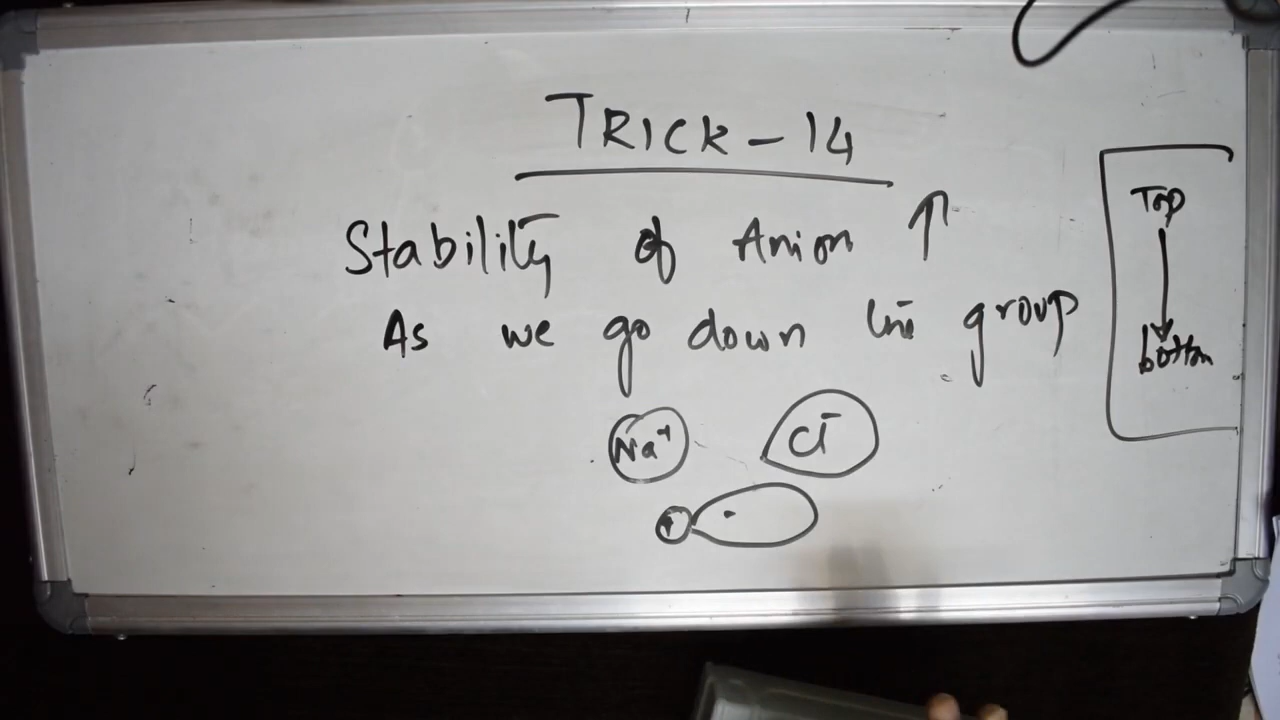 TRICK-14
Stability of Anion ↑
As we go down the group
Top
↓
bottom
Na⁺ Cl⁻
+ -